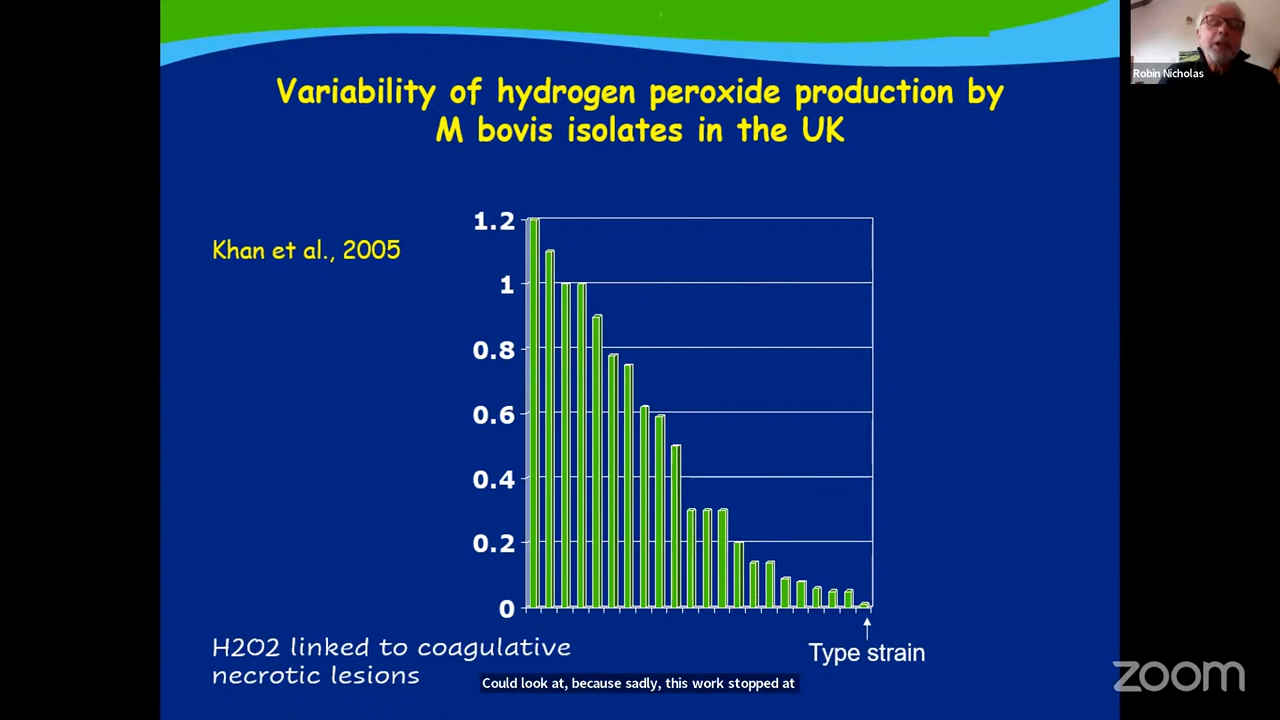 Variability of hydrogen peroxide production by
M bovis isolates in the UK
Robin Nicholas
Khan et al., 2005
1.2
1
0.8
0.6
0.4
0.2
0
Type strain
H2O2 linked to coagulative
necrotic lesions
Could look at, because sadly, this work stopped at
zoom